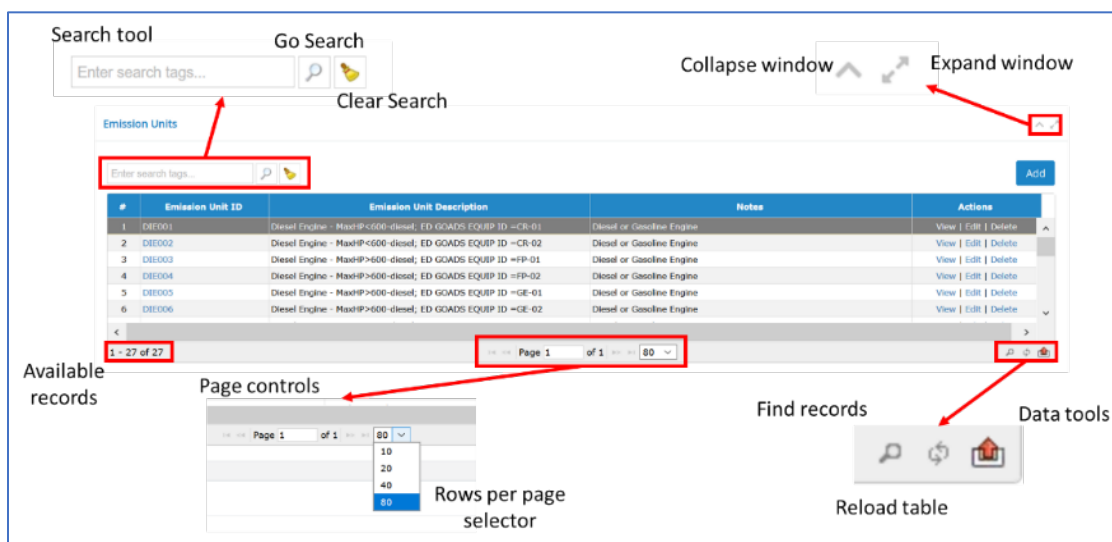 Search tool
Go Search
Enter search tags...
Clear Search
Collapse window
Expand window
Emission Units
Enter search tags...
Add
# Emission Unit ID Emission Unit Description Notes Actions
1 DIE001 Diesel Engine - MaxHP<600-diesel; ED GOADS EQUIP ID =CR-01 Diesel or Gasoline Engine View | Edit | Delete
2 DIE002 Diesel Engine - MaxHP<600-diesel; ED GOADS EQUIP ID =CR-02 Diesel or Gasoline Engine View | Edit | Delete
3 DIE003 Diesel Engine - MaxHP>600-diesel; ED GOADS EQUIP ID =FP-01 Diesel or Gasoline Engine View | Edit | Delete
4 DIE004 Diesel Engine - MaxHP>600-diesel; ED GOADS EQUIP ID =FP-02 Diesel or Gasoline Engine View | Edit | Delete
5 DIE005 Diesel Engine - MaxHP>600-diesel; ED GOADS EQUIP ID =GE-01 Diesel or Gasoline Engine View | Edit | Delete
6 DIE006 Diesel Engine - MaxHP>600-diesel; ED GOADS EQUIP ID =GE-02 Diesel or Gasoline Engine View | Edit | Delete
1 - 27 of 27
Page 1 of 1 80
Available
records
Page controls
Page 1 of 1 80
10
20
40
80
Rows per page
selector
Find records
Data tools
Reload table